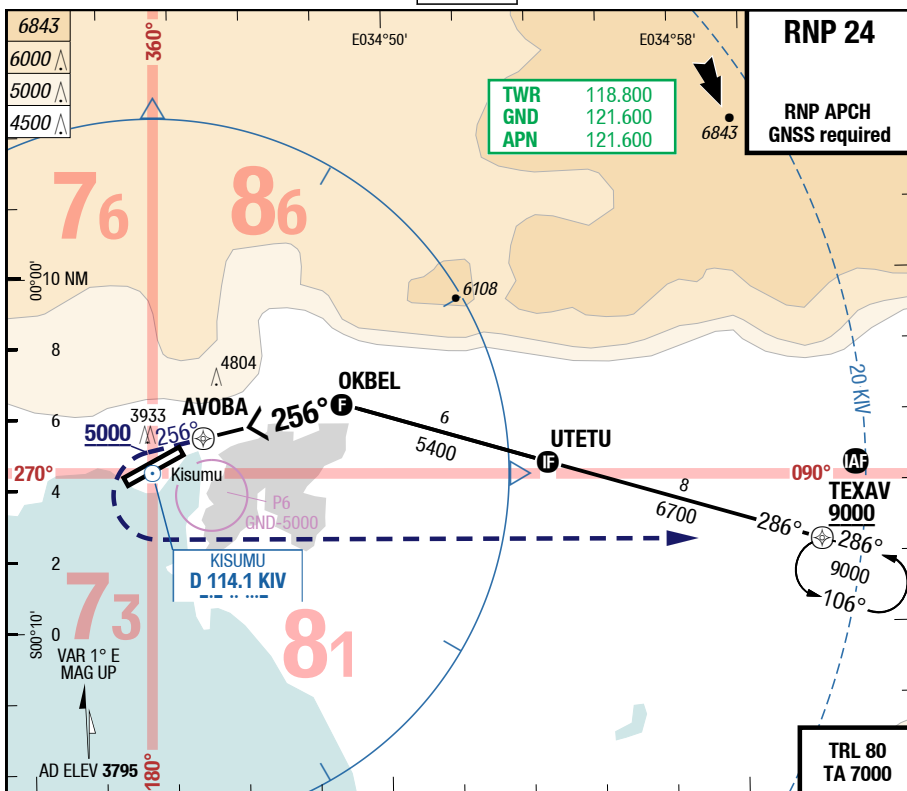 6843
6000
5000
4500
360°
E034°50'
E034°58'
RNP 24
RNP APCH
GNSS required
TWR 118.800
GND 121.600
APN 121.600
6843
76
86
00°00'
10 NM
6108
8
4804
OKBEL
20 KIV
6
3933
AVOBA
256°
F
6
5400
UTETU
5000
256°
IF
IAF
270°
Kisumu
090°
4
P6
GND-5000
8
6700
TEXAV
9000
286°
286°
2
KISUMU
D 114.1 KIV
9000
106°
73
81
S00°10'
0
VAR 1° E
MAG UP
AD ELEV 3795
180°
TRL 80
TA 7000